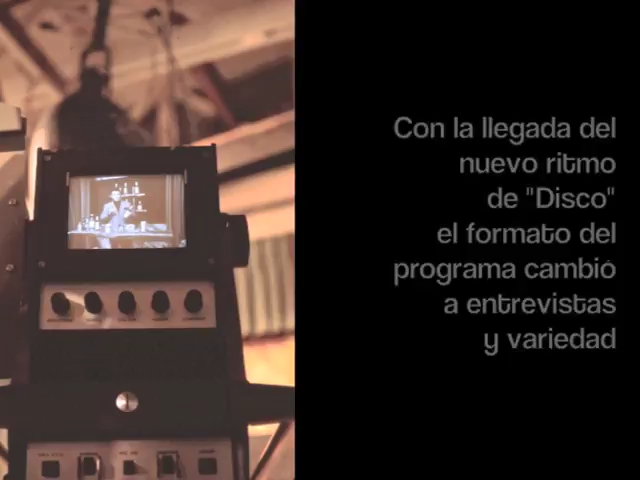 Con la llegada del
nuevo ritmo
de "Disco"
el formato del
programa cambió
a entrevistas
y variedad